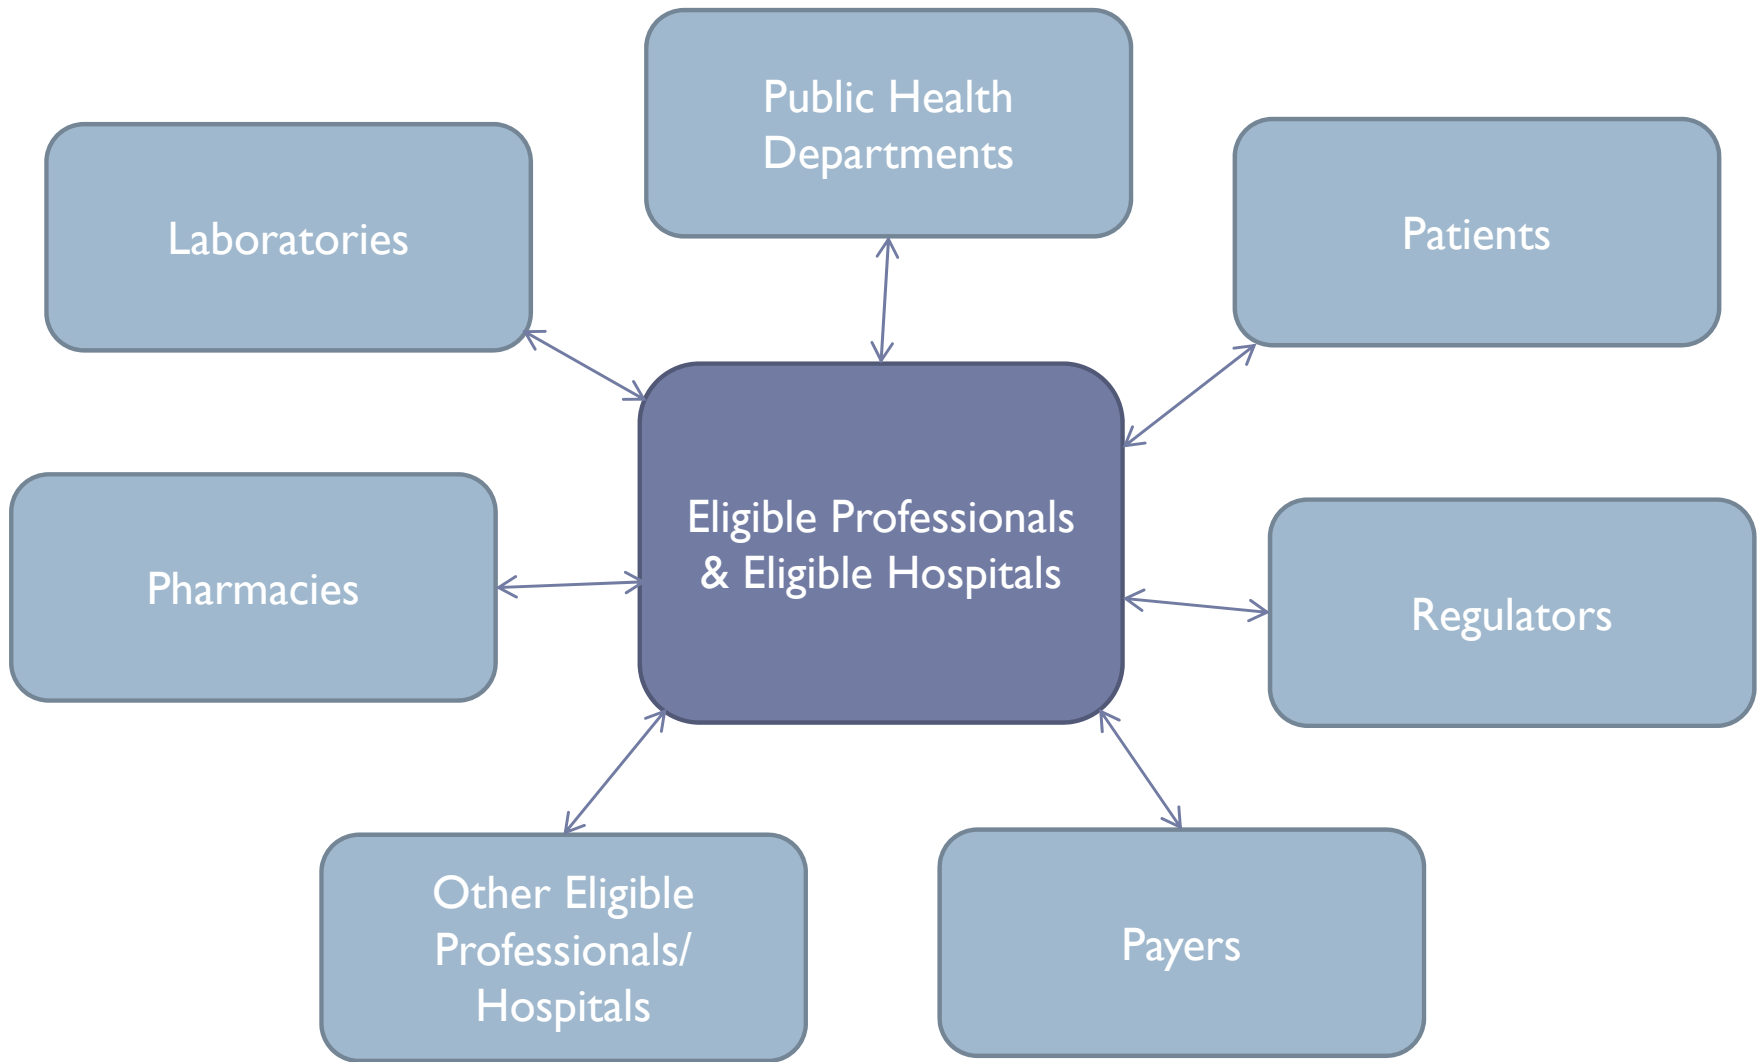 Public Health
Departments
Laboratories
Patients
Eligible Professionals
& Eligible Hospitals
Pharmacies
Regulators
Other Eligible
Professionals/
Hospitals
Payers